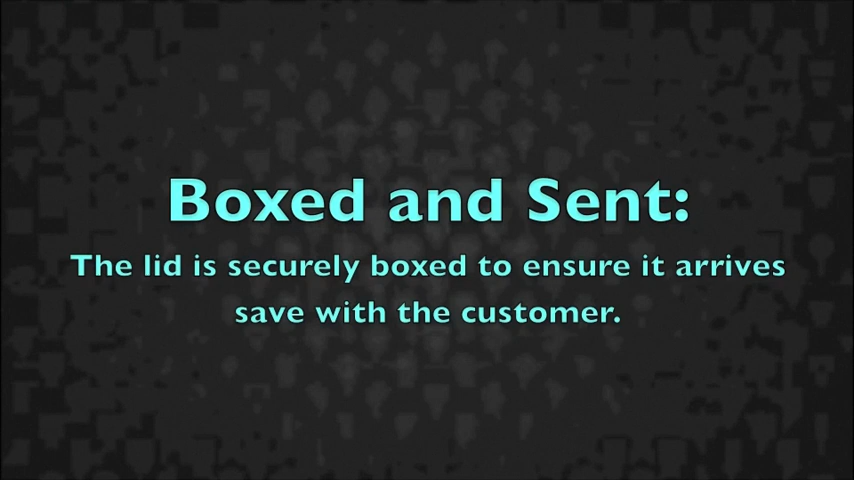 Boxed and Sent:
The lid is securely boxed to ensure it arrives
save with the customer.